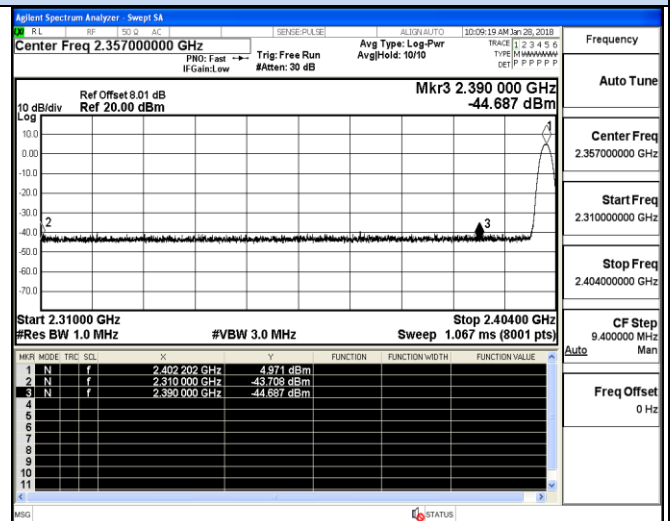 Agilent Spectrum Analyzer - Swept SA
RL RF 50 Ω AC SENSE:PULSE ALIGN AUTO 10:09:19 AM Jan 28, 2018
Center Freq 2.357000000 GHz
PNO: Fast Trig: Free Run Avg Type: Log-Pwr TRACE 1 2 3 4 5 6
IFGain:Low #Atten: 30 dB Avg|Hold: 10/10 TYPE M WWWWW
DET P P P P P P
Frequency
Auto Tune
Ref Offset 8.01 dB Mkr3 2.390 000 GHz
10 dB/div Ref 20.00 dBm -44.687 dBm
Log
10.0
0.00
-10.0
-20.0
-30.0
-40.0
-50.0
-60.0
-70.0
1
2
3
Start 2.31000 GHz Stop 2.40400 GHz
#Res BW 1.0 MHz #VBW 3.0 MHz Sweep 1.067 ms (8001 pts)
MKR MODE TRC SCL X Y FUNCTION FUNCTION WIDTH FUNCTION VALUE
1 N f 2.402 202 GHz 4.971 dBm
2 N f 2.310 000 GHz -43.708 dBm
3 N f 2.390 000 GHz -44.687 dBm
4
5
6
7
8
9
10
11
Center Freq
2.357000000 GHz
Start Freq
2.310000000 GHz
Stop Freq
2.404000000 GHz
CF Step
9.400000 MHz
Auto Man
Freq Offset
0 Hz
MSG STATUS